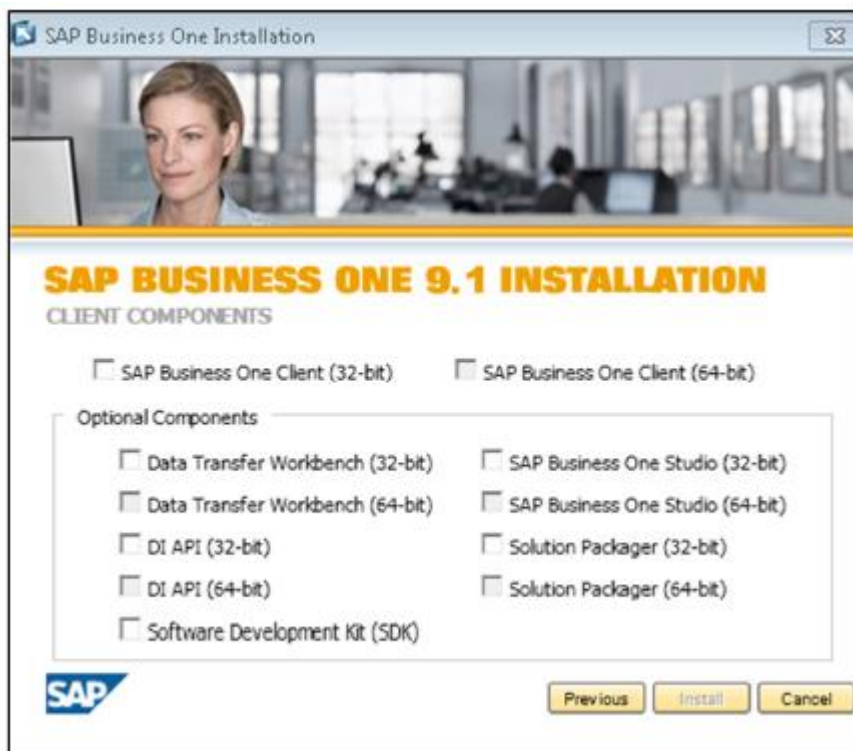 SAP Business One Installation
SAP BUSINESS ONE 9.1 INSTALLATION
CLIENT COMPONENTS
SAP Business One Client (32-bit) SAP Business One Client (64-bit)
Optional Components
Data Transfer Workbench (32-bit) SAP Business One Studio (32-bit)
Data Transfer Workbench (64-bit) SAP Business One Studio (64-bit)
DI API (32-bit) Solution Packager (32-bit)
DI API (64-bit) Solution Packager (64-bit)
Software Development Kit (SDK)
SAP Previous Install Cancel